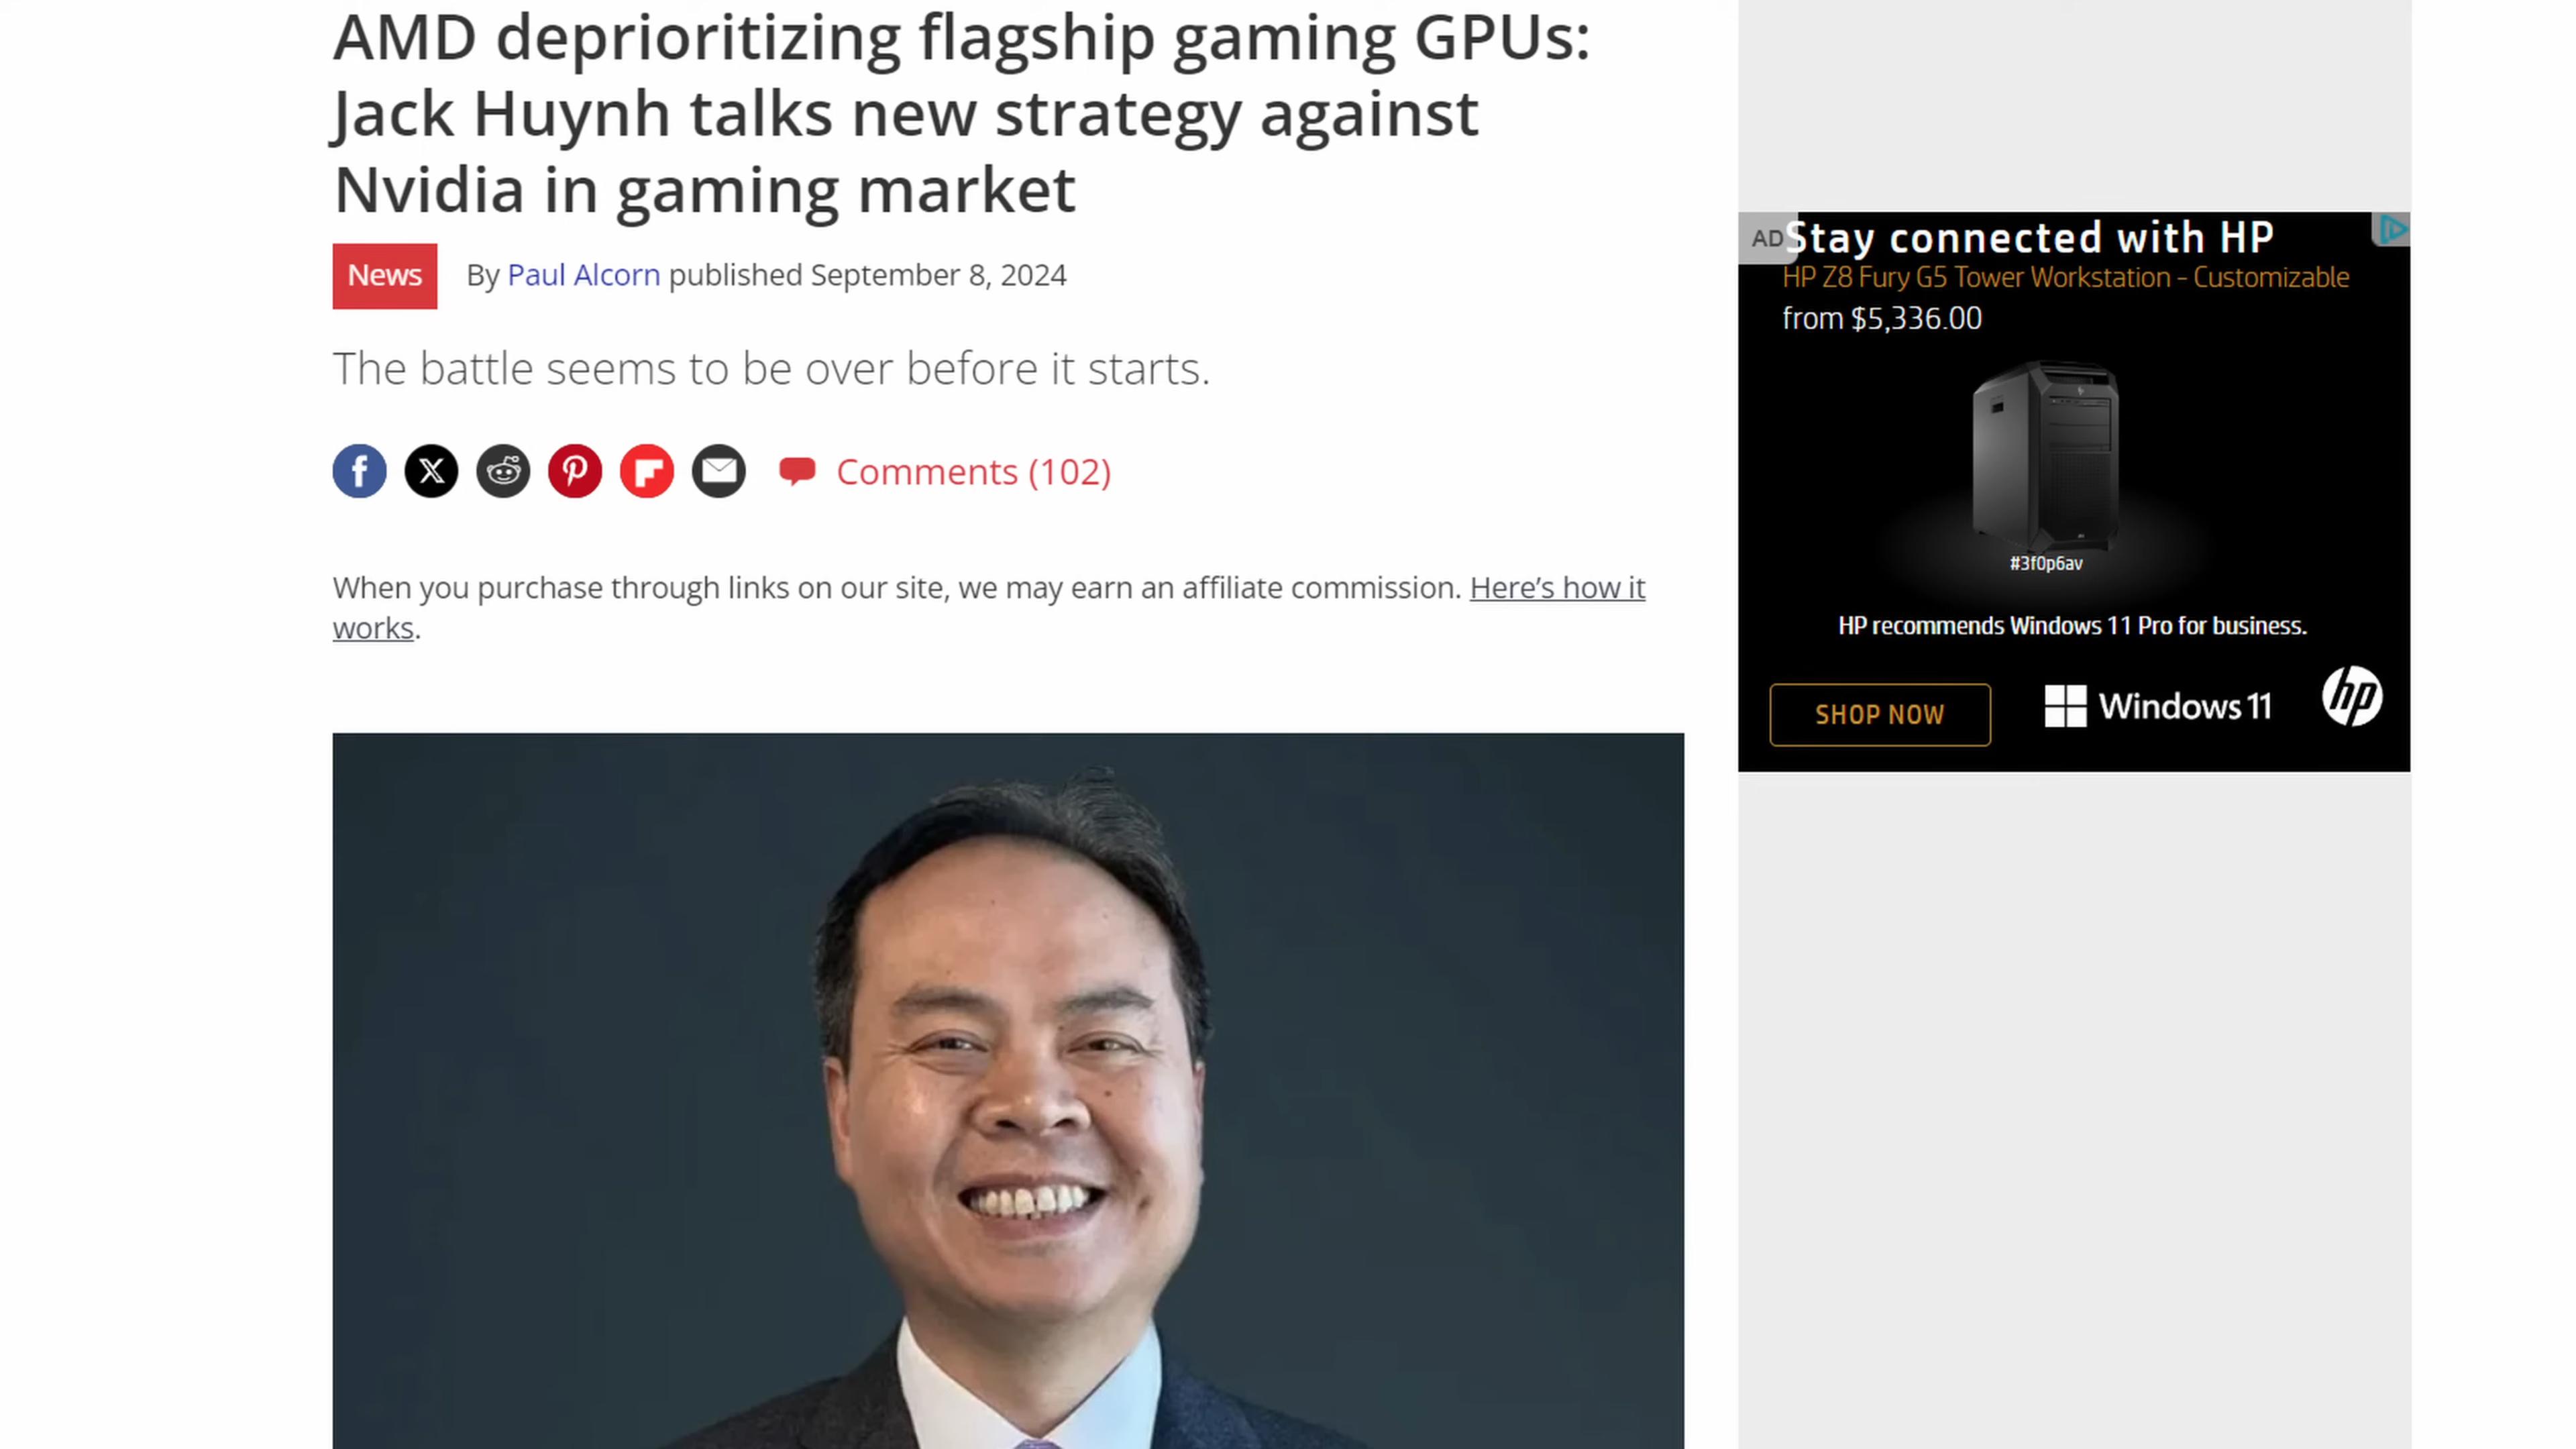 AMD deprioritizing flagship gaming GPUs:
Jack Huynh talks new strategy against
Nvidia in gaming market
News
By Paul Alcorn published September 8, 2024
The battle seems to be over before it starts.
Comments (102)
When you purchase through links on our site, we may earn an affiliate commission. Here’s how it
works.
AD
Stay connected with HP
HP Z8 Fury G5 Tower Workstation - Customizable
from $5,336.00
#3f0p6av
HP recommends Windows 11 Pro for business.
SHOP NOW
Windows 11
hp